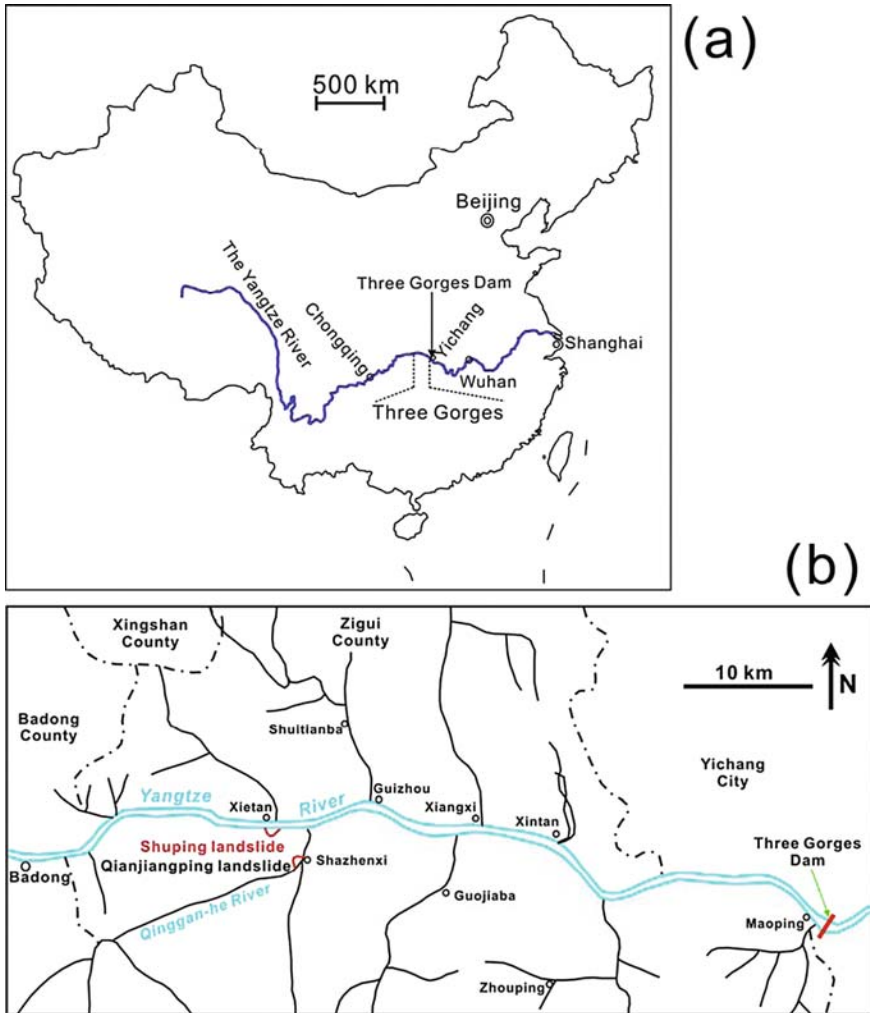 (a)
500 km
Beijing
The Yangtze River
Chongqing
Three Gorges Dam
Yichang
Shanghai
Wuhan
Three Gorges
(b)
Xingshan
County
Zigui
County
10 km
N
Badong
County
Shuitianba
Yichang
City
Yangtze
River
Xietan
Guizhou
Xiangxi
Xintan
Shuping landslide
Qianjiangping landslide
Shazhenxi
Three Gorges
Dam
Badong
Qinggan-he River
Guojiaba
Maoping
Zhouping